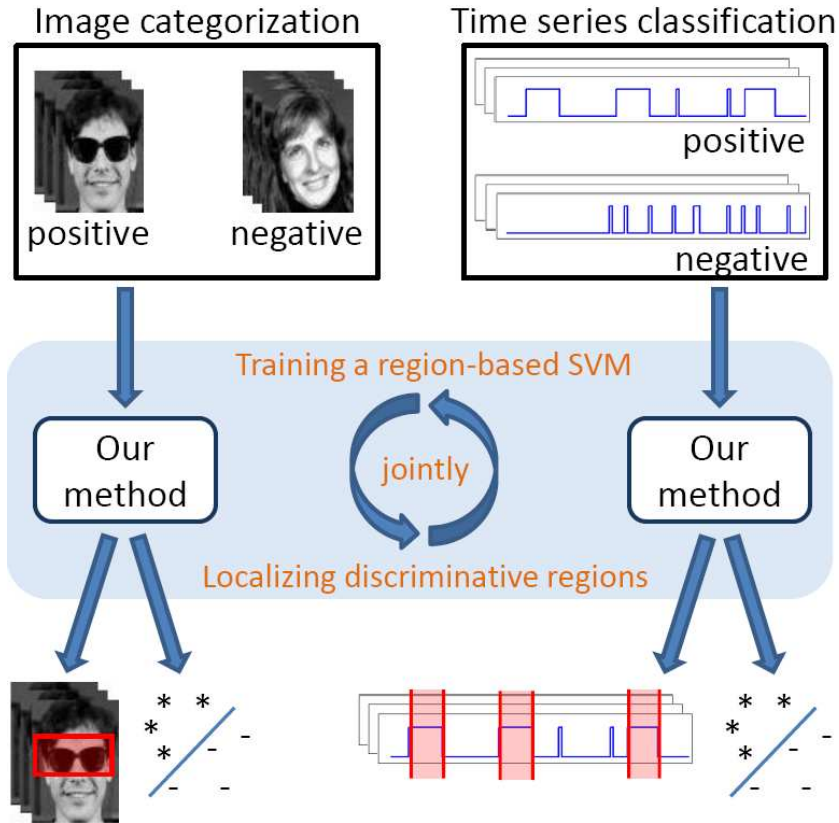 Image categorization
Time series classification
positive
negative
positive
negative
Training a region-based SVM
Our
method
jointly
Our
method
Localizing discriminative regions
* *
*
*
-
-
-
-
* *
*
*
-
-
-
-